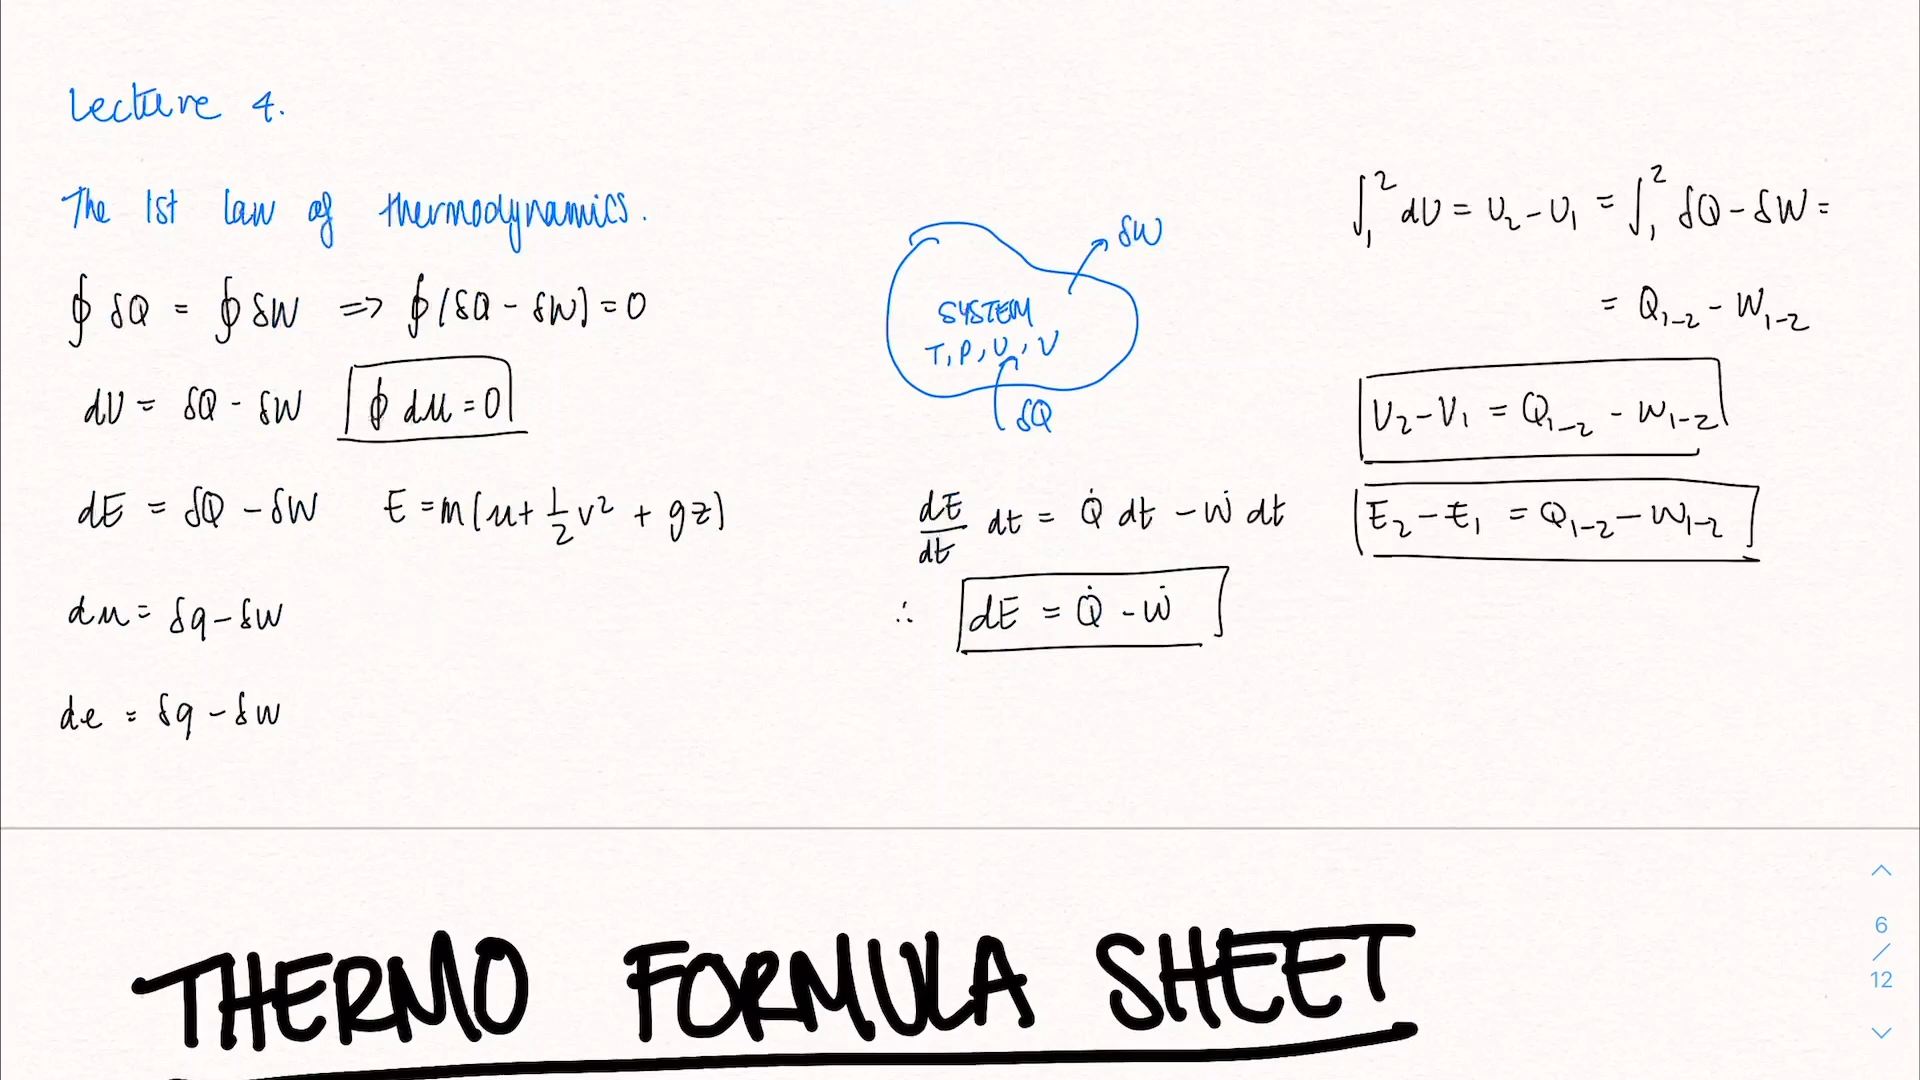 Lecture 4.
The 1st law of thermodynamics.
∮ δQ = ∮ δW => ∮(δQ - δW) = 0
dU = δQ - δW ∮ du = 0
dE = δQ - δW E = m(u + ½v² + gz)
du = δq - δw
de = δq - δw
δW
SYSTEM
T, P, U, V
δQ
dE/dt dt = Q̇ dt - Ẇ dt
∴ dE = Q̇ - Ẇ
∫₁² dU = U₂ - U₁ = ∫₁² δQ - δW =
= Q₁₋₂ - W₁₋₂
U₂ - U₁ = Q₁₋₂ - W₁₋₂
E₂ - E₁ = Q₁₋₂ - W₁₋₂
THERMO FORMULA SHEET
6
/
12